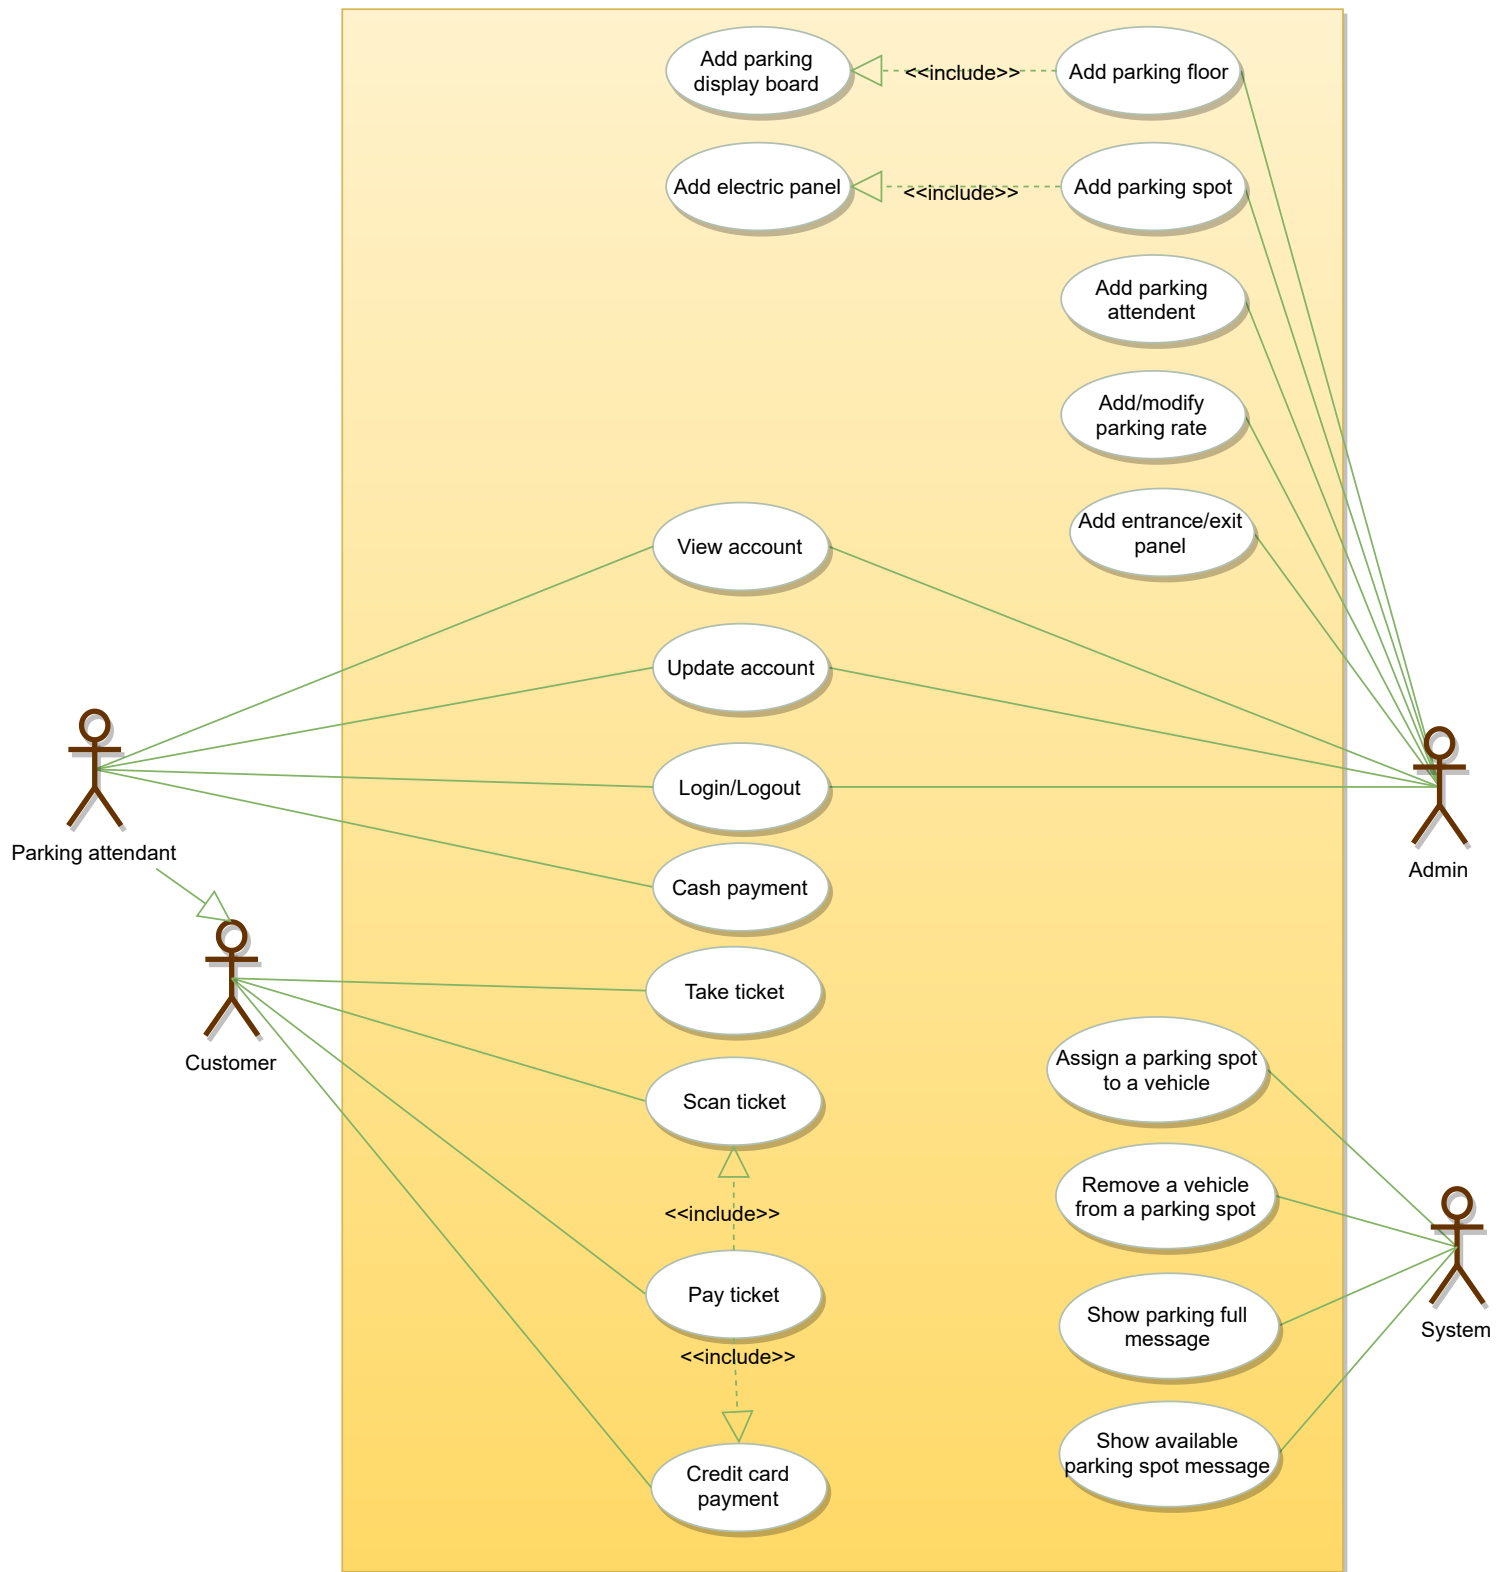 Add parking
display board
<<include>>
Add parking floor
Add electric panel
<<include>>
Add parking spot
Add parking
attendent
Add/modify
parking rate
Add entrance/exit
panel
View account
Update account
Login/Logout
Cash payment
Parking attendant
Admin
Take ticket
Customer
Scan ticket
<<include>>
Pay ticket
<<include>>
Credit card
payment
Assign a parking spot
to a vehicle
Remove a vehicle
from a parking spot
Show parking full
message
Show available
parking spot message
System